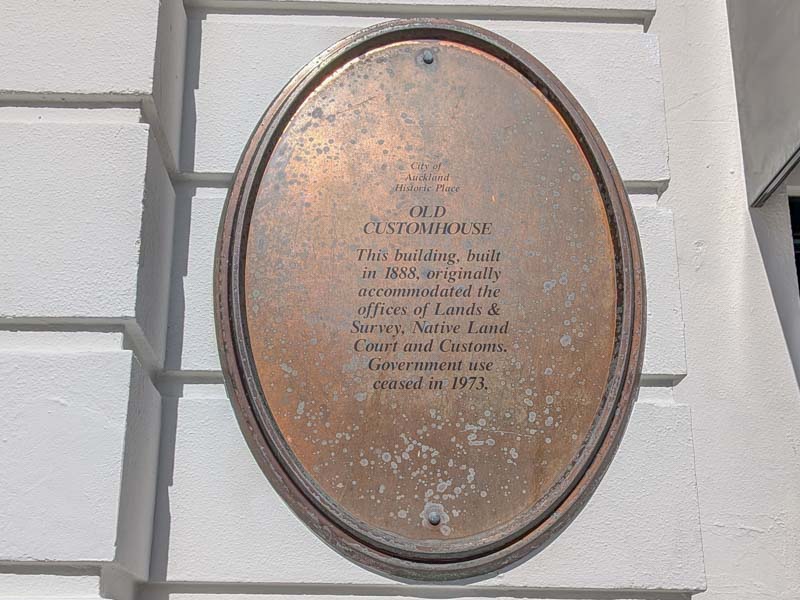 City of
Auckland
Historic Place
OLD
CUSTOMHOUSE
This building, built
in 1888, originally
accommodated the
offices of Lands &
Survey, Native Land
Court and Customs.
Government use
ceased in 1973.